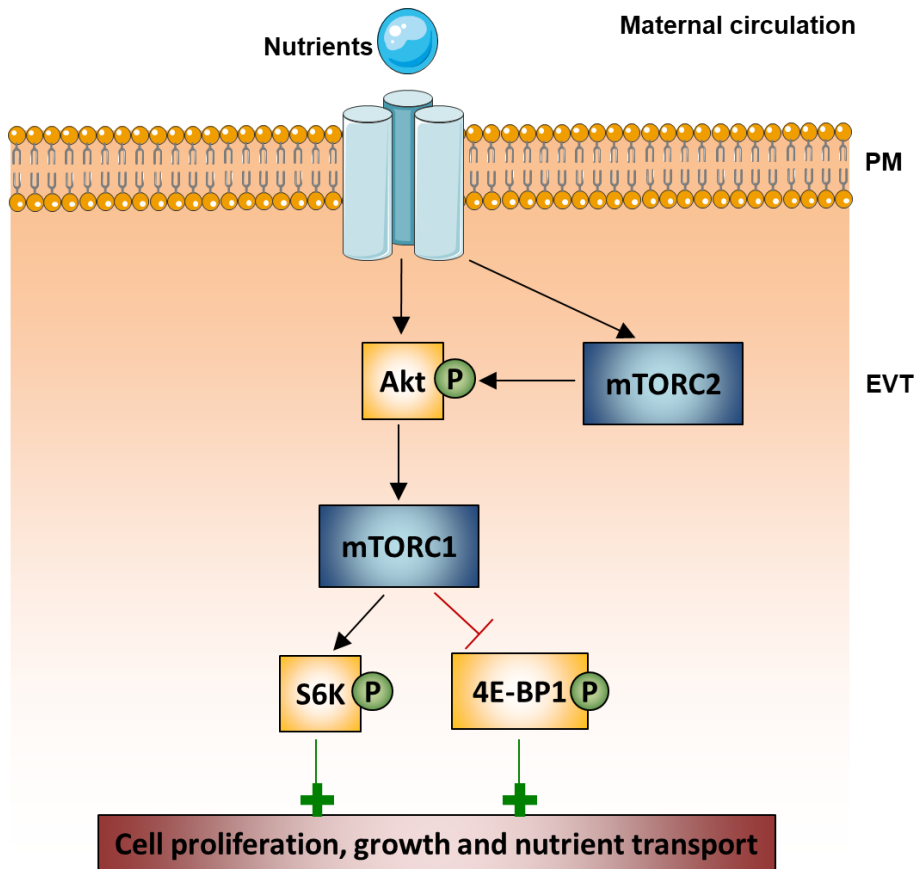 Maternal circulation
Nutrients
PM
Akt
P
mTORC2
EVT
mTORC1
S6K
P
4E-BP1
P
Cell proliferation, growth and nutrient transport